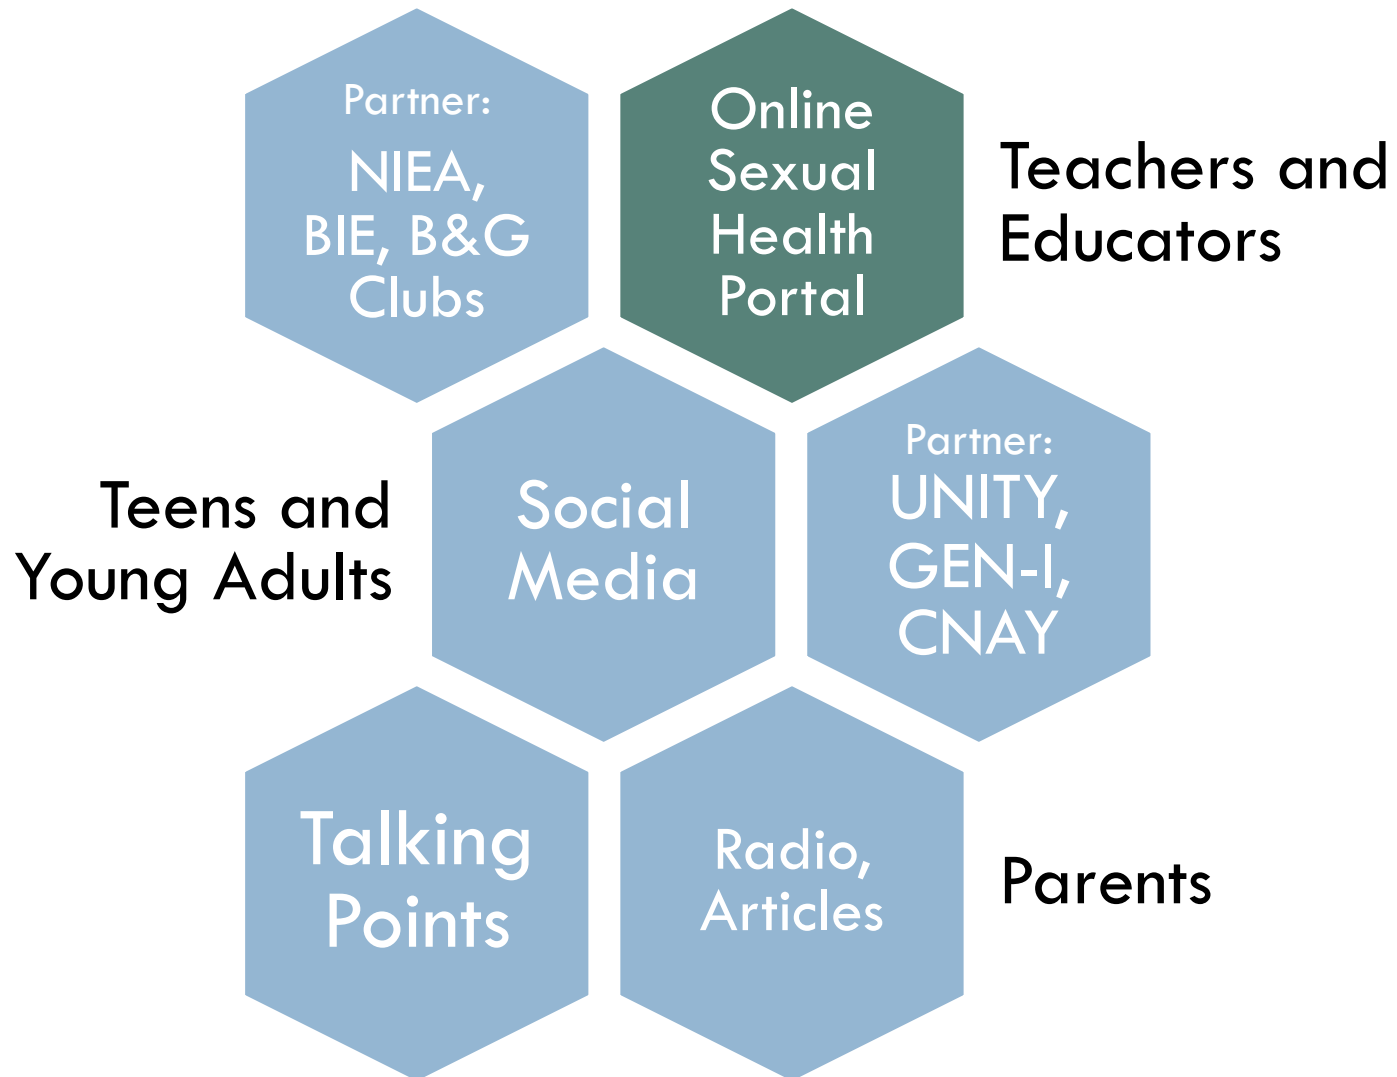 Partner:
NIEA,
BIE, B&G
Clubs
Online
Sexual
Health
Portal
Teachers and
Educators
Teens and
Young Adults
Social
Media
Partner:
UNITY,
GEN-I,
CNAY
Talking
Points
Radio,
Articles
Parents